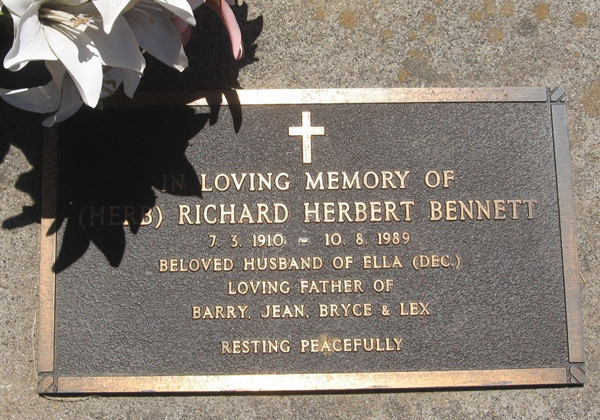 IN LOVING MEMORY OF
(HERB) RICHARD HERBERT BENNETT
7. 3. 1910 - 10. 8. 1989
BELOVED HUSBAND OF ELLA (DEC.)
LOVING FATHER OF
BARRY, JEAN, BRYCE & LEX
RESTING PEACEFULLY